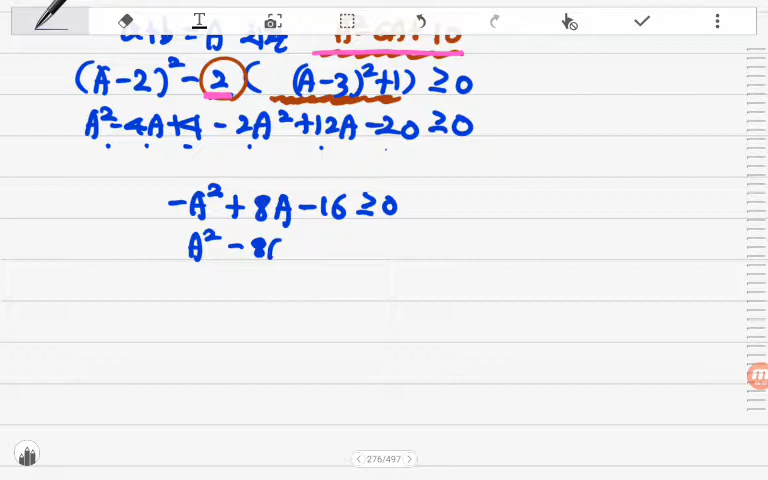 (A-2)² - 2 ( (A-3)²+1) ≥ 0
A² - 4A + 4 - 2A² + 12A - 20 ≥ 0
-A² + 8A - 16 ≥ 0
A² - 8
276/497